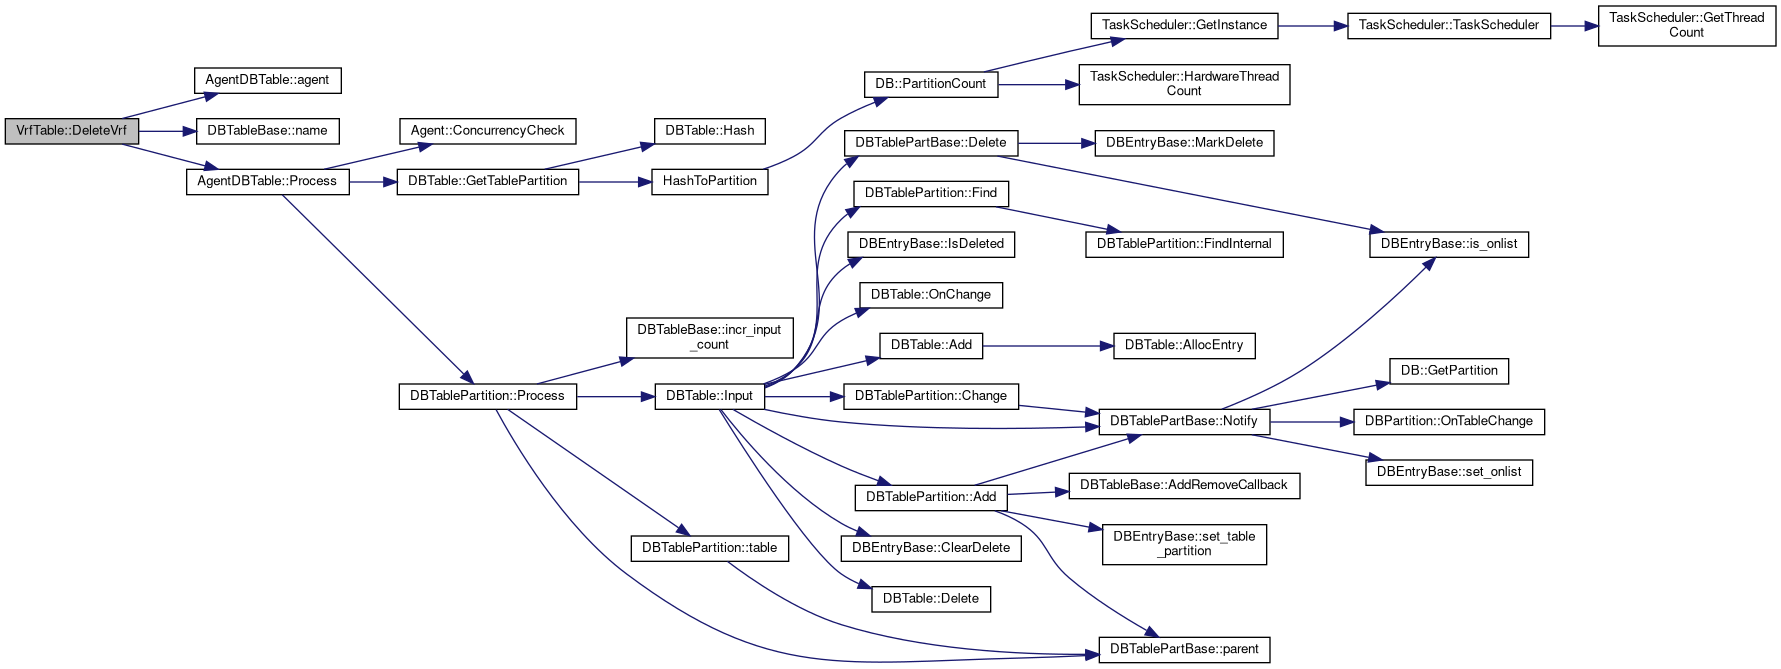 VrfTable::DeleteVrf
AgentDBTable::agent
DBTableBase::name
AgentDBTable::Process
Agent::ConcurrencyCheck
DBTable::GetTablePartition
DBTable::Hash
HashToPartition
DB::PartitionCount
TaskScheduler::GetInstance
TaskScheduler::TaskScheduler
TaskScheduler::GetThread
Count
TaskScheduler::HardwareThread
Count
DBTablePartition::Process
DBTableBase::incr_input
_count
DBTable::Input
DBTablePartition::table
DBTablePartBase::Delete
DBEntryBase::MarkDelete
DBTablePartition::Find
DBTablePartition::FindInternal
DBEntryBase::is_onlist
DBEntryBase::IsDeleted
DBTable::OnChange
DBTable::Add
DBTable::AllocEntry
DBTablePartition::Change
DBTablePartBase::Notify
DB::GetPartition
DBPartition::OnTableChange
DBEntryBase::set_onlist
DBTablePartition::Add
DBTableBase::AddRemoveCallback
DBEntryBase::set_table
_partition
DBEntryBase::ClearDelete
DBTable::Delete
DBTablePartBase::parent